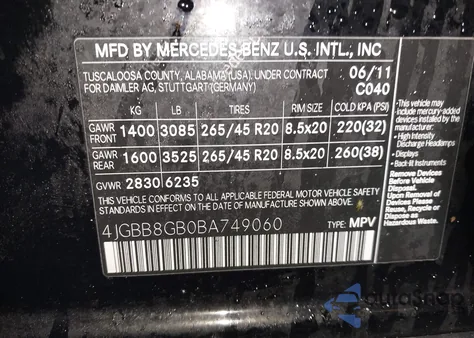 MFD BY MERCEDES-BENZ U.S. INTL., INC
TUSCALOOSA COUNTY, ALABAMA (USA), UNDER CONTRACT 06/11
FOR DAIMLER AG, STUTTGART (GERMANY) C040
KG LB TIRES RIM SIZE COLD KPA (PSI)
GAWR FRONT 1400 3085 265/45 R20 8.5x20 220(32)
GAWR REAR 1600 3525 265/45 R20 8.5x20 260(38)
GVWR 2830 6235
THIS VEHICLE CONFORMS TO ALL APPLICABLE FEDERAL MOTOR VEHICLE SAFETY
STANDARDS IN EFFECT ON THE DATE OF MANUFACTURE SHOWN ABOVE.
4JGBB8GB0BA749060 TYPE: MPV
•This vehicle may
include mercury-added
devices installed by
the manufacturer:
• High Intensity
Discharge Headlamps
• Displays
• Back-lit Instruments
Remove Devices
Before Vehicle
Disposal.
Upon Removal of
Devices Please
Reuse, Recycle or
Dispose as
Hazardous Waste.
autosnap